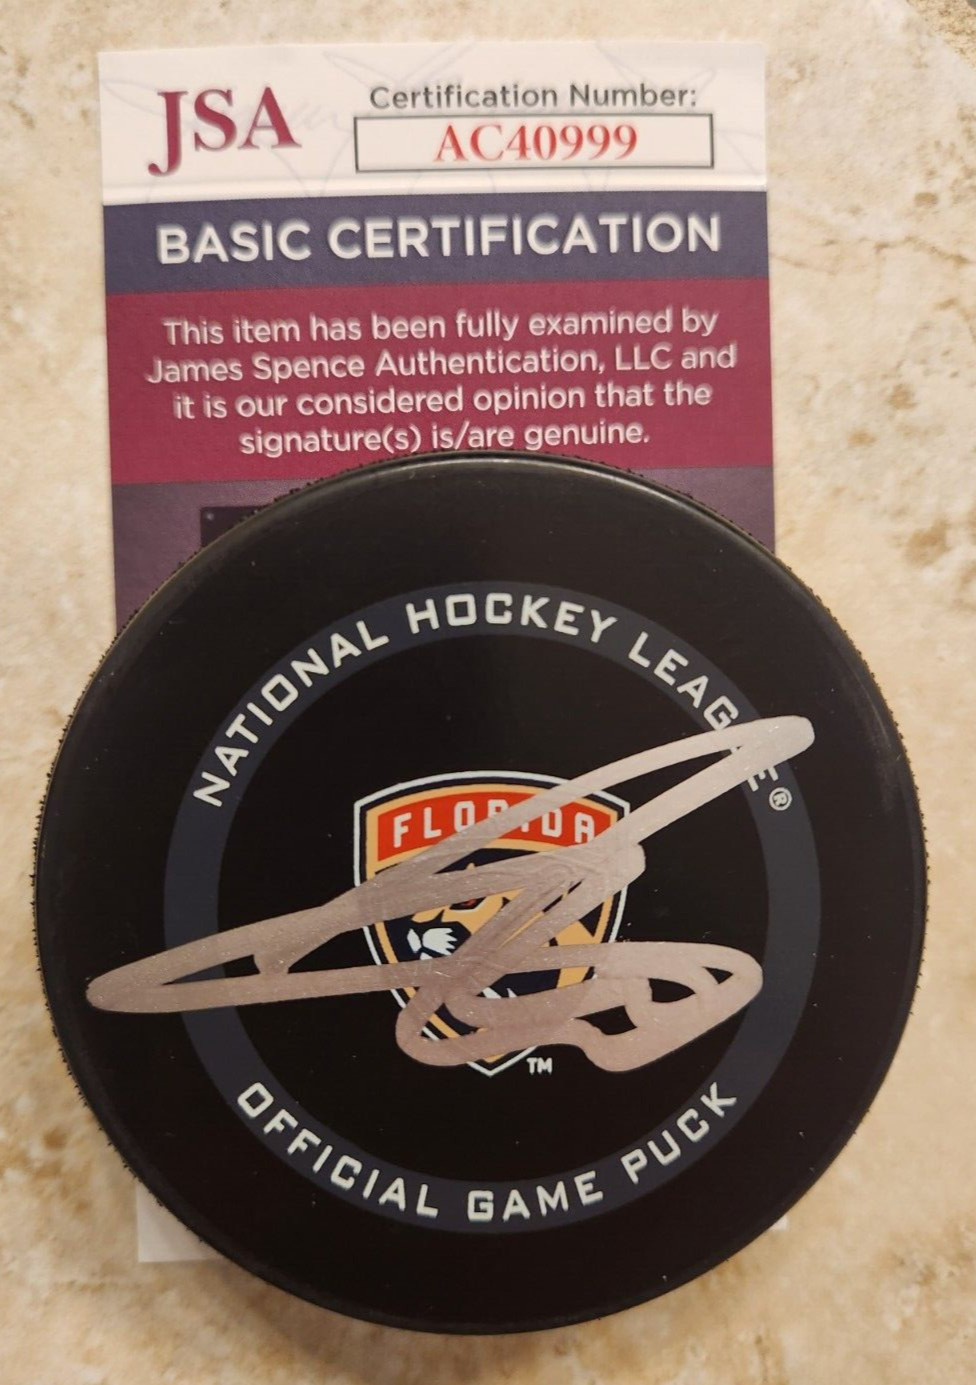 JSA
Certification Number:
AC40999
BASIC CERTIFICATION
This item has been fully examined by
James Spence Authentication, LLC and
it is our considered opinion that the
signature(s) is/are genuine.
NATIONAL HOCKEY LEAGUE®
FLORIDA
TM
OFFICIAL GAME PUCK